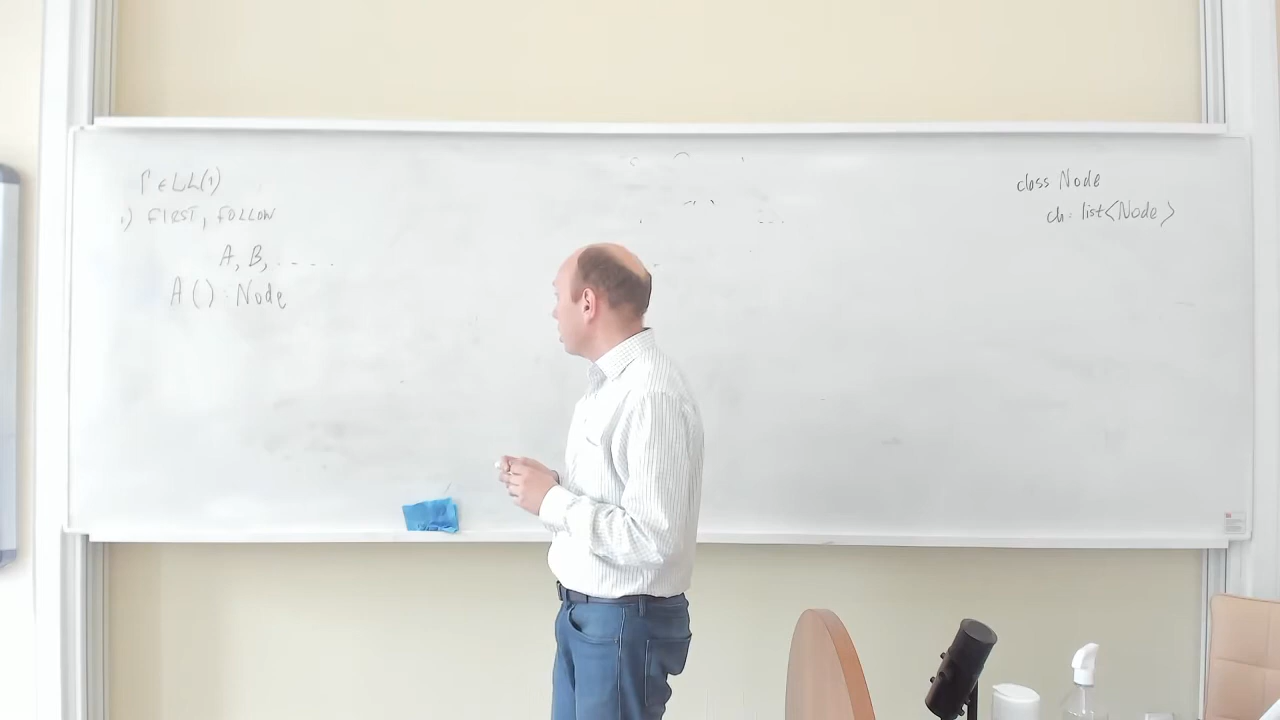 Γ ∈ LL(1)
1) FIRST, FOLLOW
A, B, .....
A() : Node
class Node
ch : list<Node>